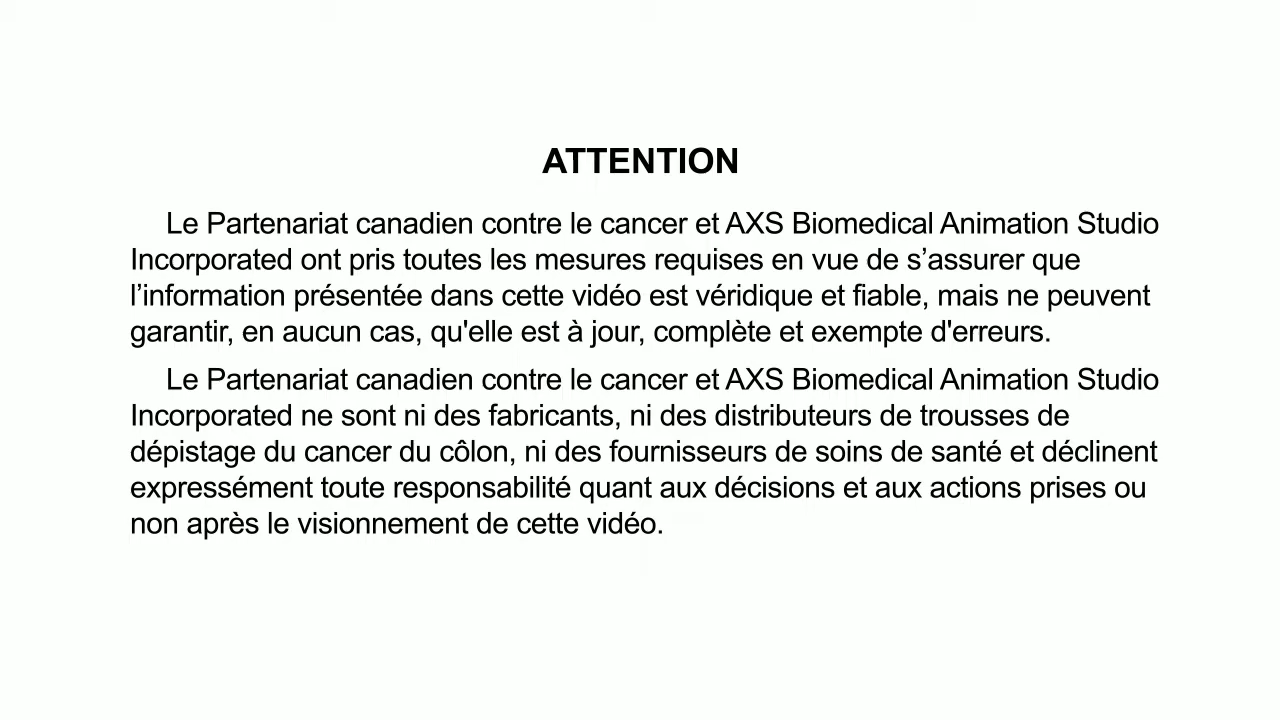 ATTENTION
Le Partenariat canadien contre le cancer et AXS Biomedical Animation Studio
Incorporated ont pris toutes les mesures requises en vue de s’assurer que
l’information présentée dans cette vidéo est véridique et fiable, mais ne peuvent
garantir, en aucun cas, qu'elle est à jour, complète et exempte d'erreurs.
Le Partenariat canadien contre le cancer et AXS Biomedical Animation Studio
Incorporated ne sont ni des fabricants, ni des distributeurs de trousses de
dépistage du cancer du côlon, ni des fournisseurs de soins de santé et déclinent
expressément toute responsabilité quant aux décisions et aux actions prises ou
non après le visionnement de cette vidéo.